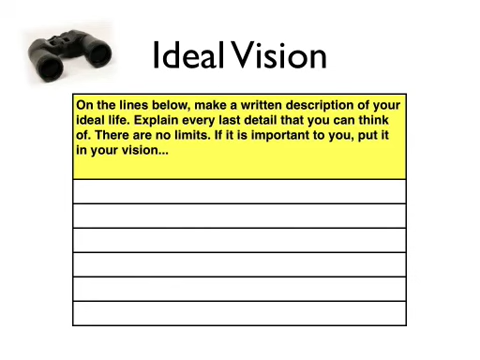 Ideal Vision
On the lines below, make a written description of your
ideal life. Explain every last detail that you can think
of. There are no limits. If it is important to you, put it
in your vision...